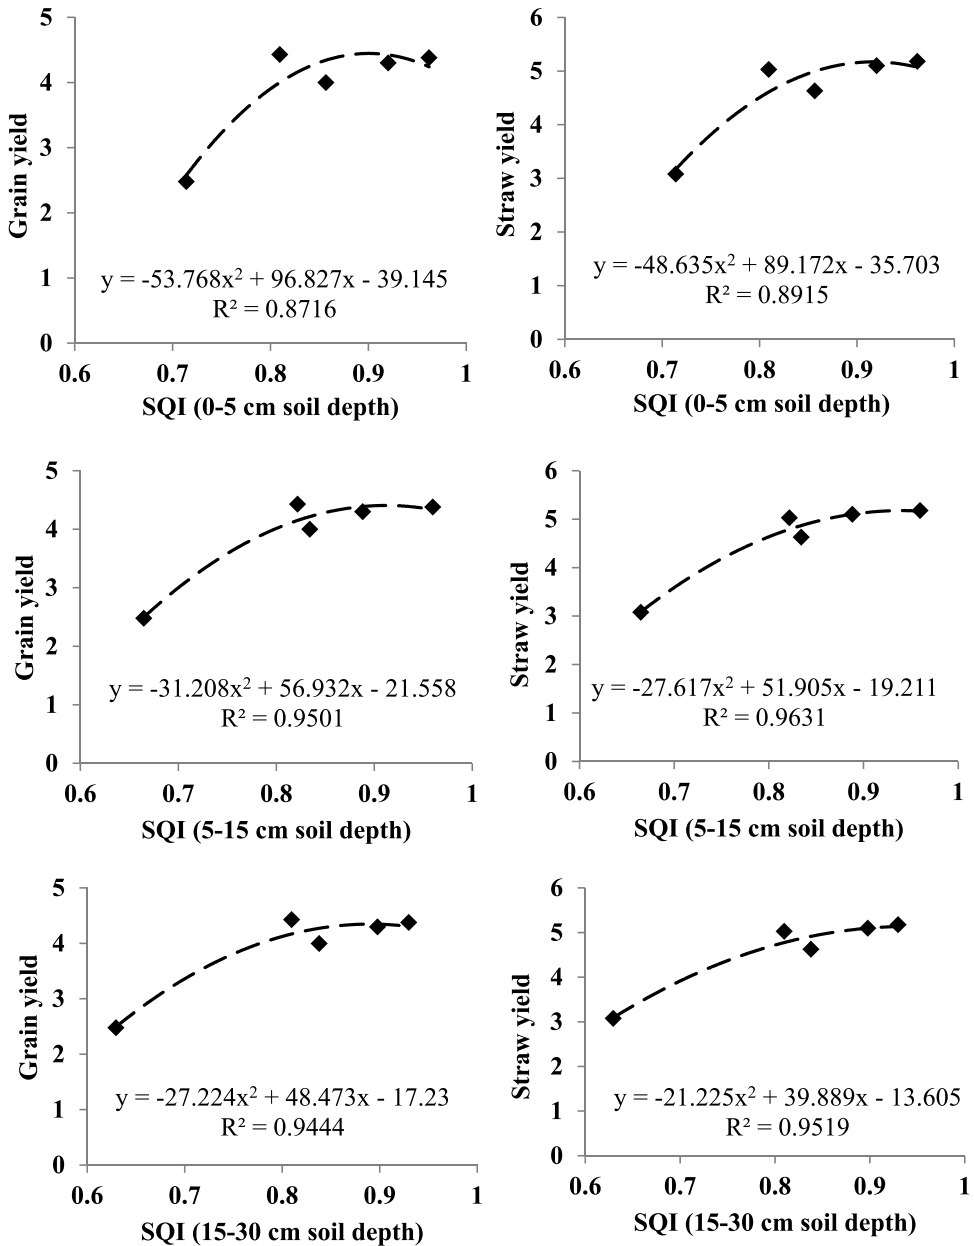 5
4
3
2
1
0
Grain yield
y = -53.768x² + 96.827x - 39.145
R² = 0.8716
0.6 0.7 0.8 0.9 1
SQI (0-5 cm soil depth)
6
5
4
3
2
1
0
Straw yield
y = -48.635x² + 89.172x - 35.703
R² = 0.8915
0.6 0.7 0.8 0.9 1
SQI (0-5 cm soil depth)
5
4
3
2
1
0
Grain yield
y = -31.208x² + 56.932x - 21.558
R² = 0.9501
0.6 0.7 0.8 0.9 1
SQI (5-15 cm soil depth)
6
5
4
3
2
1
0
Straw yield
y = -27.617x² + 51.905x - 19.211
R² = 0.9631
0.6 0.7 0.8 0.9 1
SQI (5-15 cm soil depth)
5
4
3
2
1
0
Grain yield
y = -27.224x² + 48.473x - 17.23
R² = 0.9444
0.6 0.7 0.8 0.9 1
SQI (15-30 cm soil depth)
6
5
4
3
2
1
0
Straw yield
y = -21.225x² + 39.889x - 13.605
R² = 0.9519
0.6 0.7 0.8 0.9 1
SQI (15-30 cm soil depth)